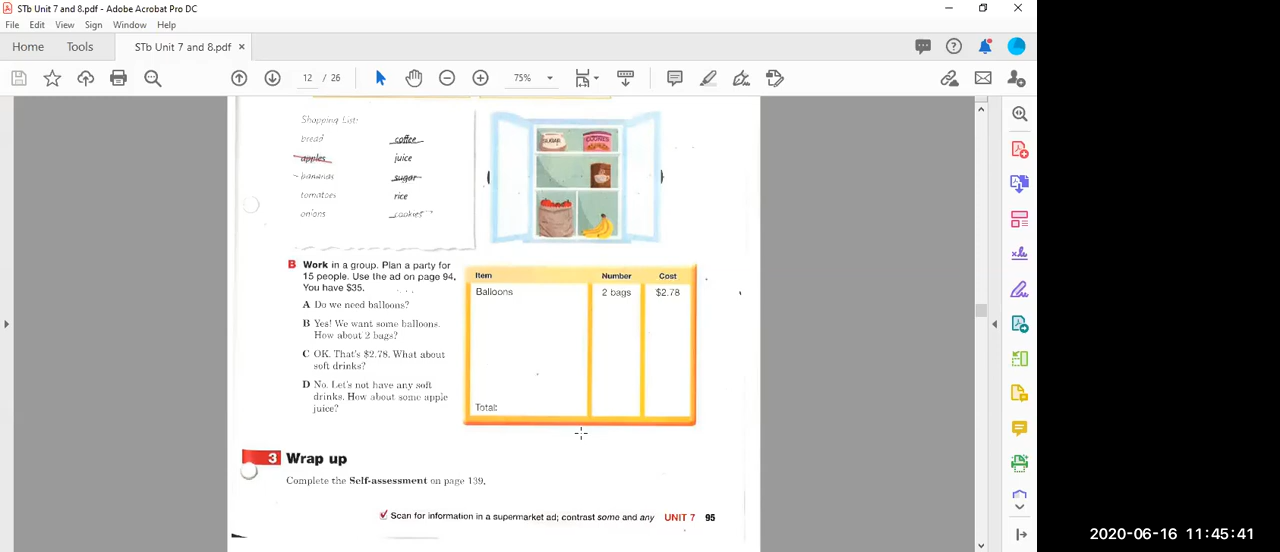 STb Unit 7 and 8.pdf - Adobe Acrobat Pro DC
File Edit View Sign Window Help
Home Tools STb Unit 7 and 8.pdf ×
12 / 26 75%
Shopping List:
bread coffee
apples juice
bananas sugar
tomatoes rice
onions cookies
SUGAR COOKIES
B Work in a group. Plan a party for
15 people. Use the ad on page 94.
You have $35.
A Do we need balloons?
B Yes! We want some balloons.
How about 2 bags?
C OK. That's $2.78. What about
soft drinks?
D No. Let's not have any soft
drinks. How about some apple
juice?
Item Number Cost
Balloons 2 bags $2.78
Total:
3 Wrap up
Complete the Self-assessment on page 139.
Scan for information in a supermarket ad; contrast some and any UNIT 7 95
2020-06-16 11:45:41